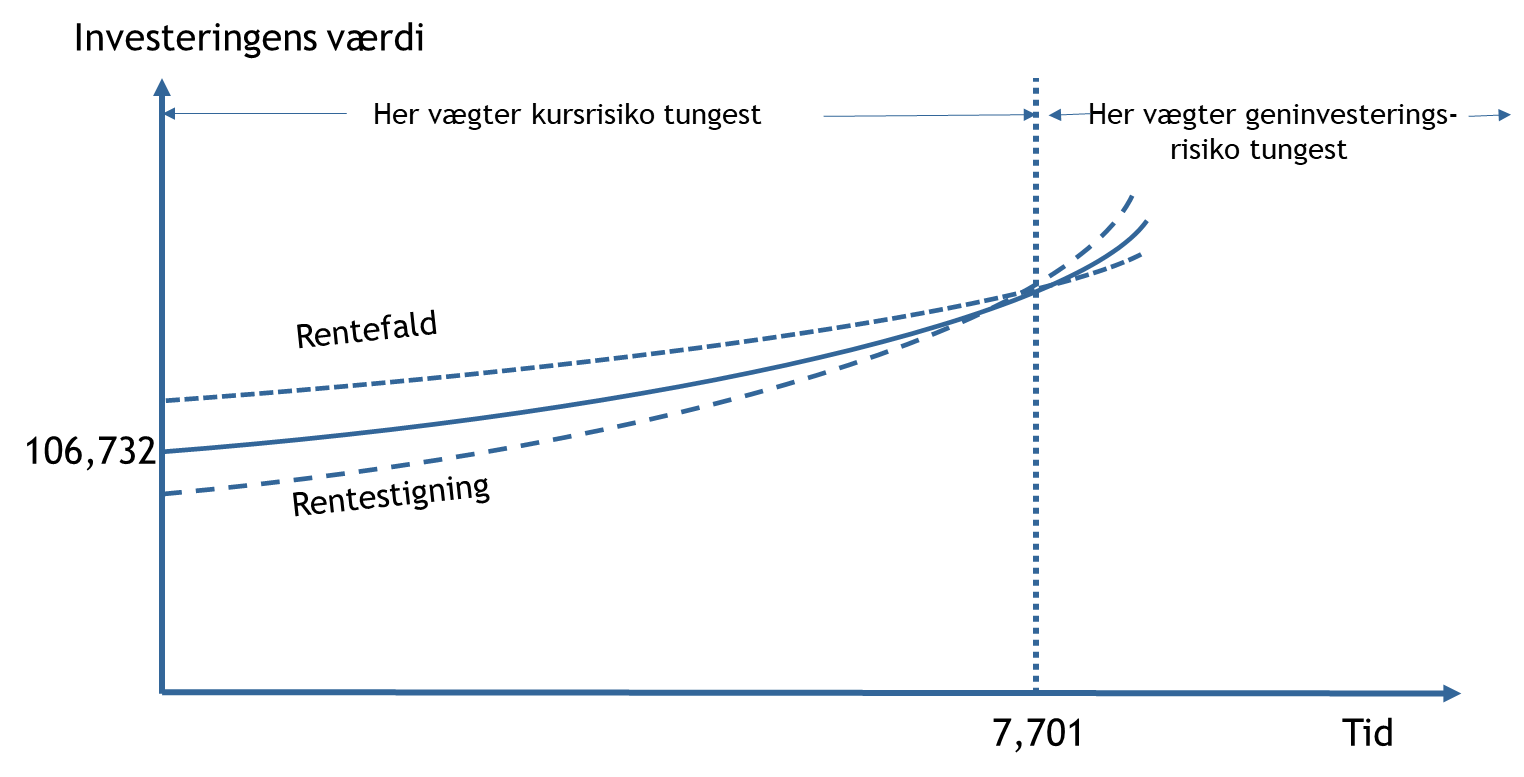 Investeringens værdi
Her vægter kursrisiko tungest
Her vægter geninvesterings-
risiko tungest
Rentefald
106,732
Rentestigning
7,701
Tid